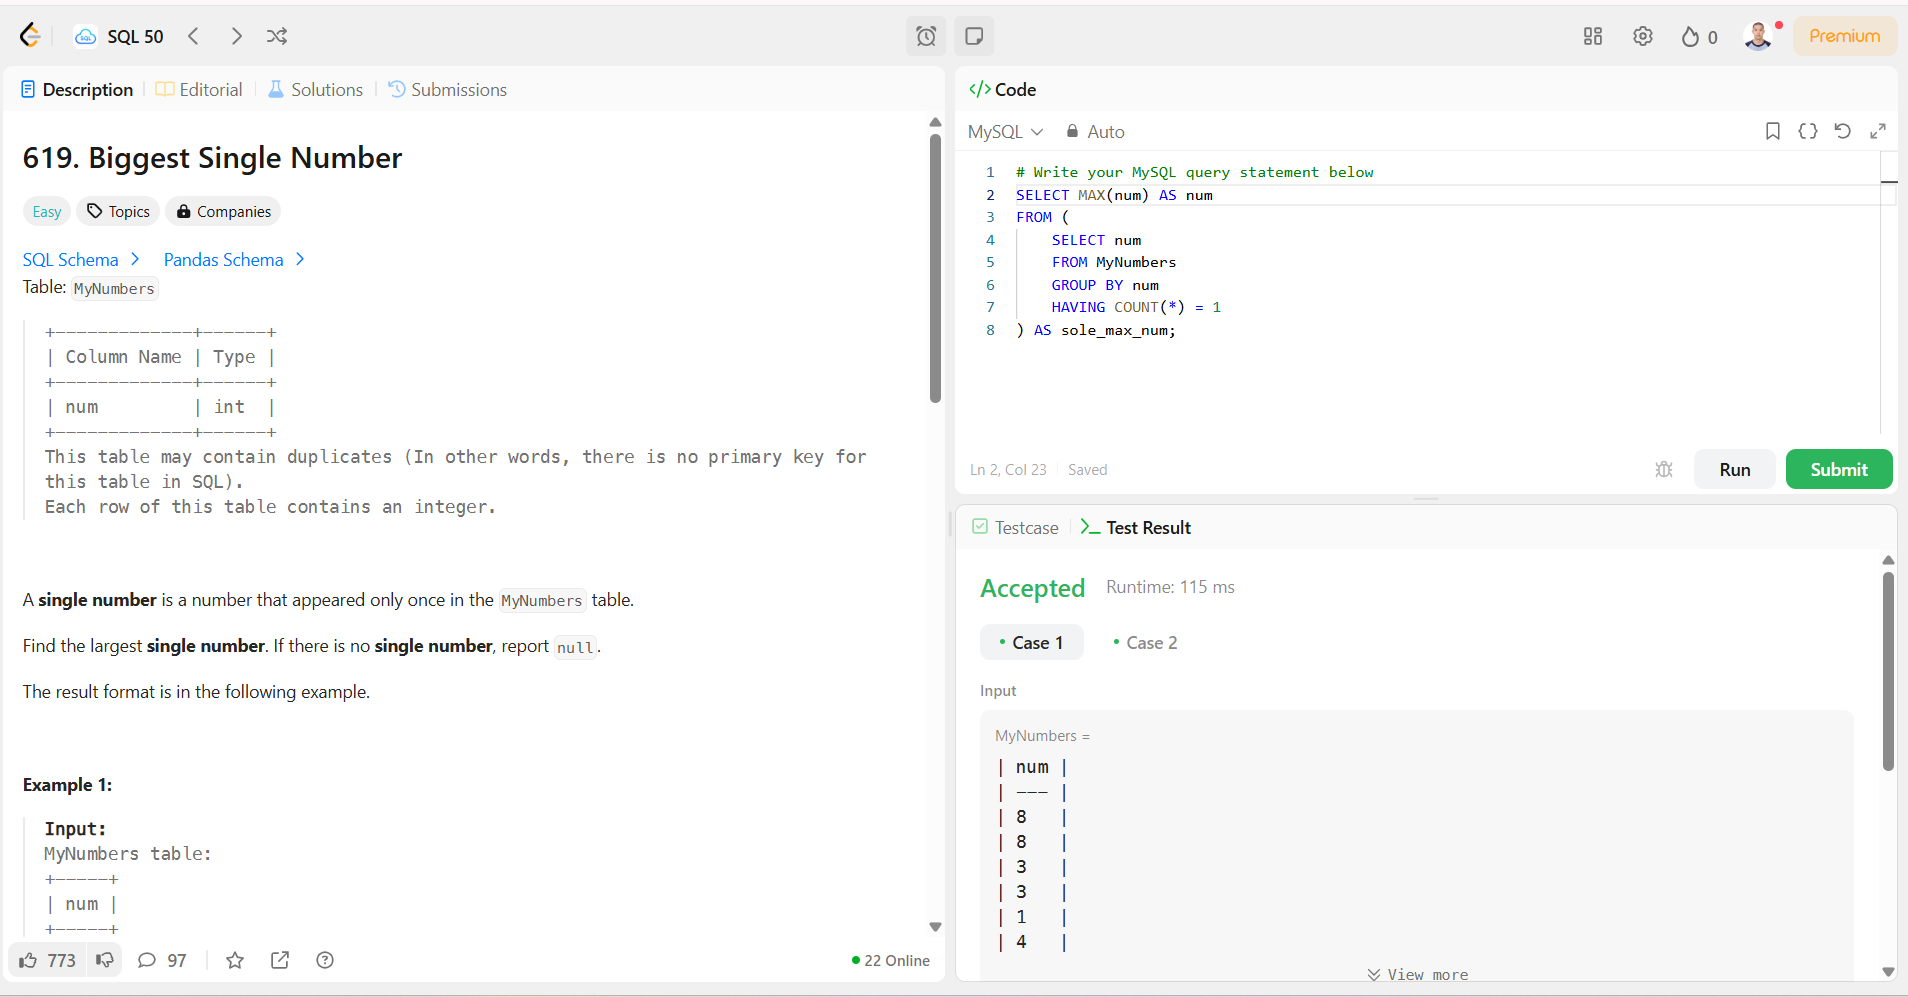 SQL 50
0
Premium
Description
Editorial
Solutions
Submissions
619. Biggest Single Number
Easy
Topics
Companies
SQL Schema
Pandas Schema
Table: MyNumbers
+-------------+------+
| Column Name | Type |
+-------------+------+
| num         | int  |
+-------------+------+
This table may contain duplicates (In other words, there is no primary key for
this table in SQL).
Each row of this table contains an integer.
A single number is a number that appeared only once in the MyNumbers table.
Find the largest single number. If there is no single number, report null.
The result format is in the following example.
Example 1:
Input:
MyNumbers table:
+-----+
| num |
+-----+
773
97
22 Online
</> Code
MySQL
Auto
1 # Write your MySQL query statement below
2 SELECT MAX(num) AS num
3 FROM (
4     SELECT num
5     FROM MyNumbers
6     GROUP BY num
7     HAVING COUNT(*) = 1
8 ) AS sole_max_num;
Ln 2, Col 23
Saved
Run
Submit
Testcase
Test Result
Accepted
Runtime: 115 ms
Case 1
Case 2
Input
MyNumbers =
| num |
| --- |
| 8   |
| 8   |
| 3   |
| 3   |
| 1   |
| 4   |
View more